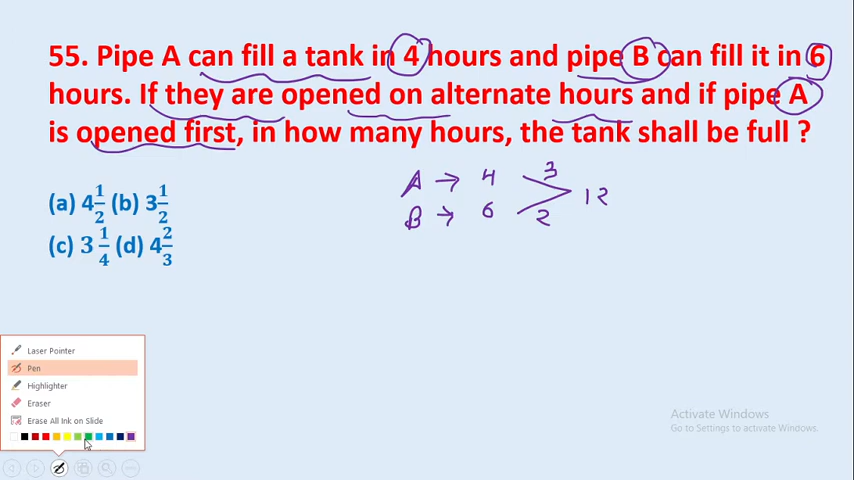 55. Pipe A can fill a tank in 4 hours and pipe B can fill it in 6
hours. If they are opened on alternate hours and if pipe A
is opened first, in how many hours, the tank shall be full ?
(a) 4 1/2 (b) 3 1/2
(c) 3 1/4 (d) 4 2/3
A → 4 3
B → 6 2 12
Laser Pointer
Pen
Highlighter
Eraser
Erase All Ink on Slide
Activate Windows
Go to Settings to activate Windows.